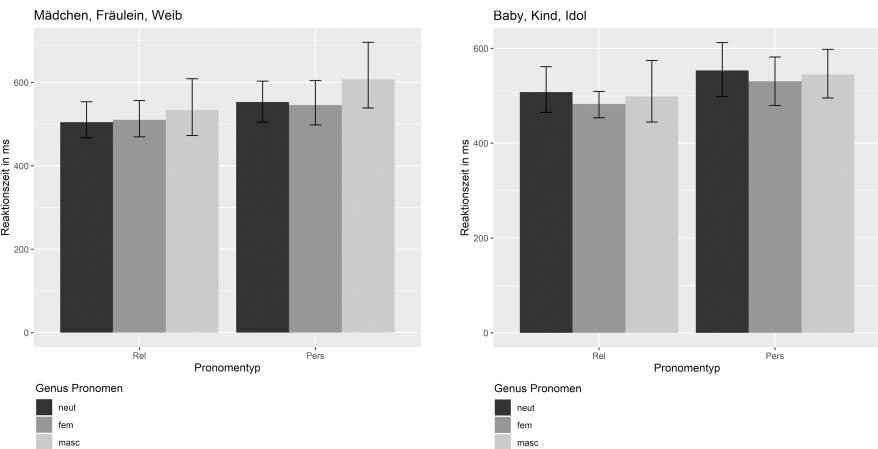 Mädchen, Fräulein, Weib
600
400
200
0
Reaktionszeit in ms
Rel
Pers
Pronomentyp
Genus Pronomen
neut
fem
masc
Baby, Kind, Idol
600
400
200
0
Reaktionszeit in ms
Rel
Pers
Pronomentyp
Genus Pronomen
neut
fem
masc